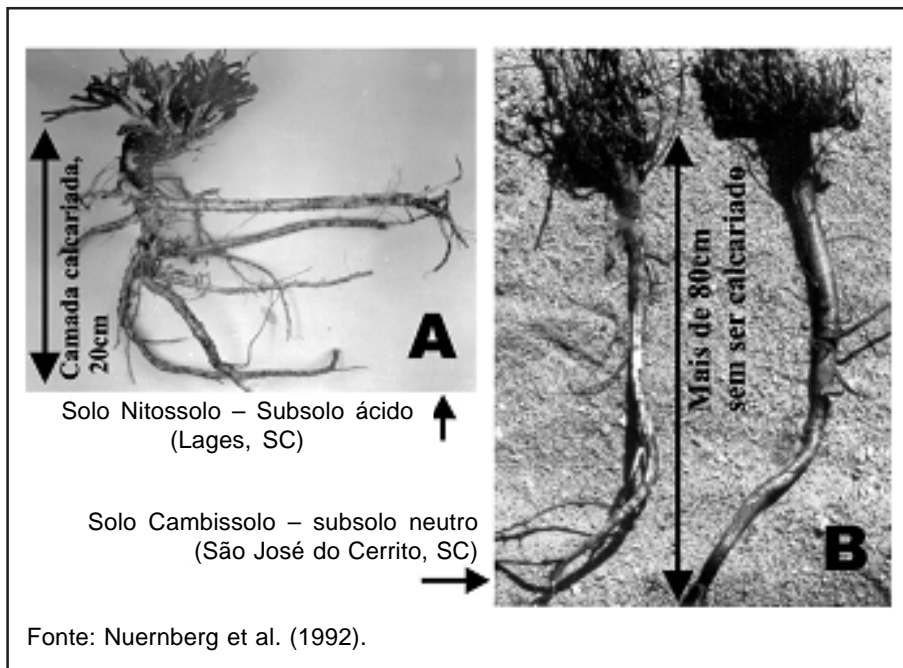 Camada calcariada,
20cm
A
Solo Nitossolo – Subsolo ácido
(Lages, SC)
Mais de 80cm
sem ser calcariado
B
Solo Cambissolo – subsolo neutro
(São José do Cerrito, SC)
Fonte: Nuernberg et al. (1992).